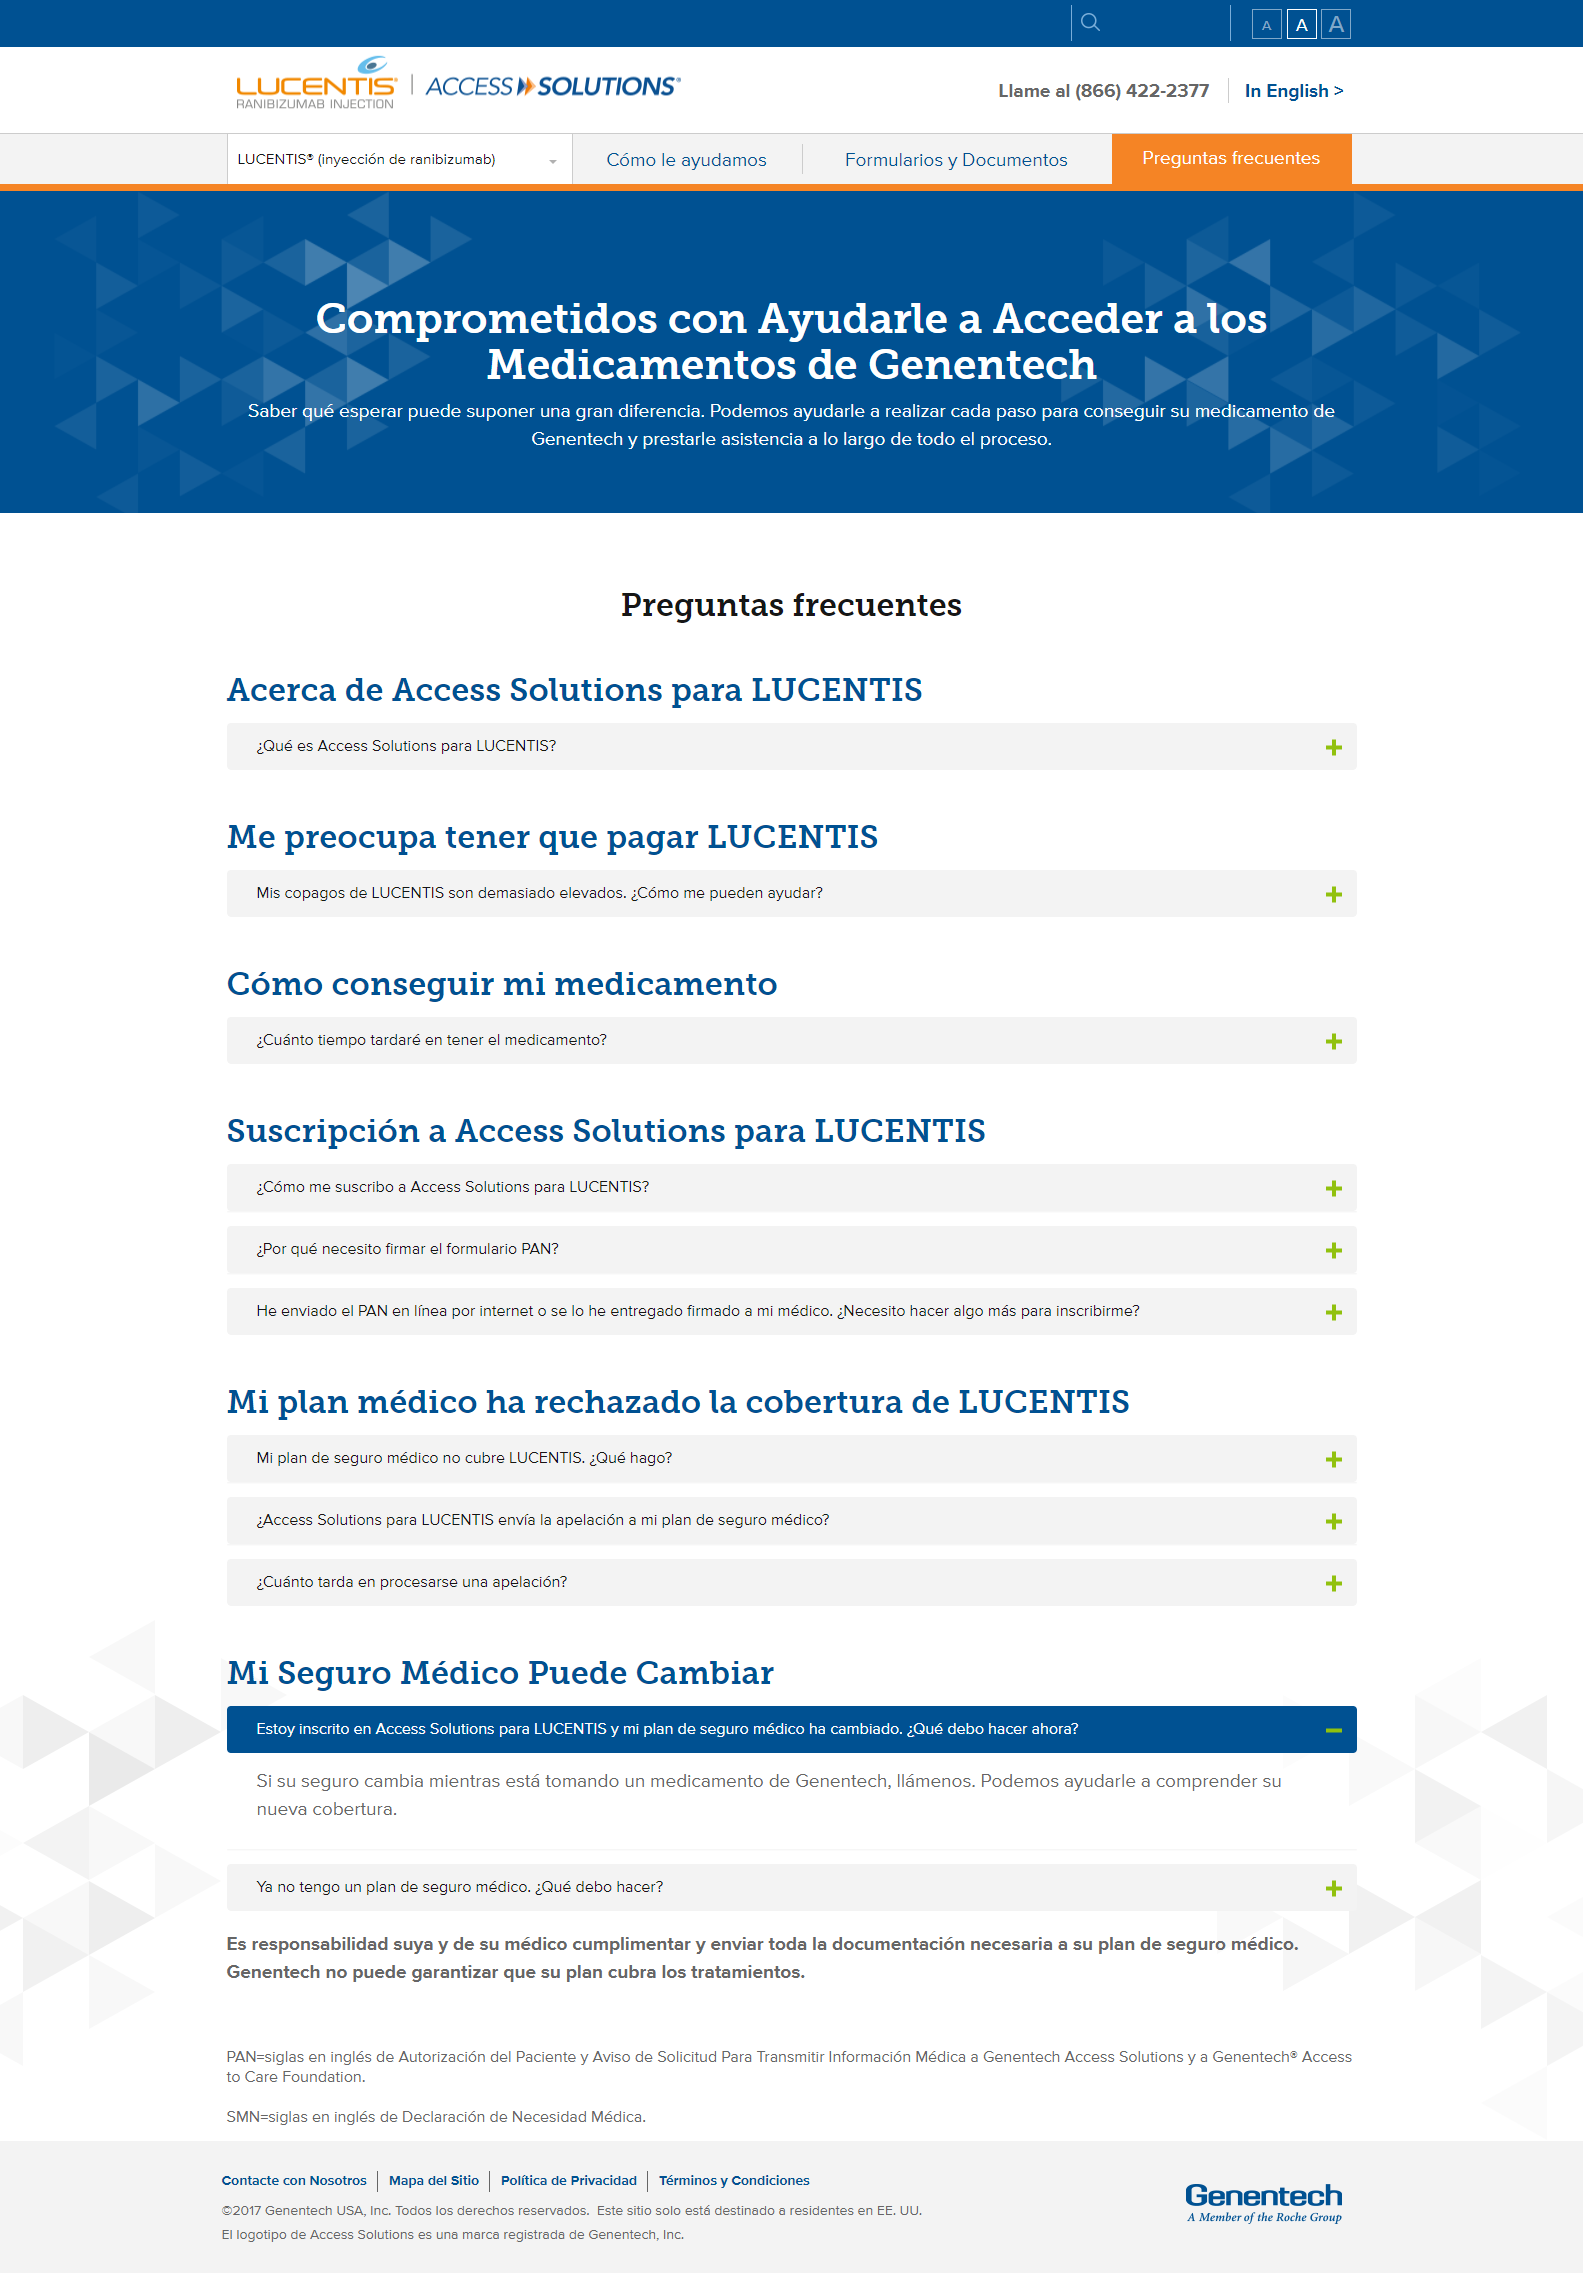 A A A
LUCENTIS®
RANIBIZUMAB INJECTION
ACCESS SOLUTIONS®
Llame al (866) 422-2377
In English >
LUCENTIS® (inyección de ranibizumab)
Cómo le ayudamos
Formularios y Documentos
Preguntas frecuentes
Comprometidos con Ayudarle a Acceder a los
Medicamentos de Genentech
Saber qué esperar puede suponer una gran diferencia. Podemos ayudarle a realizar cada paso para conseguir su medicamento de
Genentech y prestarle asistencia a lo largo de todo el proceso.
Preguntas frecuentes
Acerca de Access Solutions para LUCENTIS
¿Qué es Access Solutions para LUCENTIS?
Me preocupa tener que pagar LUCENTIS
Mis copagos de LUCENTIS son demasiado elevados. ¿Cómo me pueden ayudar?
Cómo conseguir mi medicamento
¿Cuánto tiempo tardaré en tener el medicamento?
Suscripción a Access Solutions para LUCENTIS
¿Cómo me suscribo a Access Solutions para LUCENTIS?
¿Por qué necesito firmar el formulario PAN?
He enviado el PAN en línea por internet o se lo he entregado firmado a mi médico. ¿Necesito hacer algo más para inscribirme?
Mi plan médico ha rechazado la cobertura de LUCENTIS
Mi plan de seguro médico no cubre LUCENTIS. ¿Qué hago?
¿Access Solutions para LUCENTIS envía la apelación a mi plan de seguro médico?
¿Cuánto tarda en procesarse una apelación?
Mi Seguro Médico Puede Cambiar
Estoy inscrito en Access Solutions para LUCENTIS y mi plan de seguro médico ha cambiado. ¿Qué debo hacer ahora?
Si su seguro cambia mientras está tomando un medicamento de Genentech, llámenos. Podemos ayudarle a comprender su
nueva cobertura.
Ya no tengo un plan de seguro médico. ¿Qué debo hacer?
Es responsabilidad suya y de su médico cumplimentar y enviar toda la documentación necesaria a su plan de seguro médico.
Genentech no puede garantizar que su plan cubra los tratamientos.
PAN=siglas en inglés de Autorización del Paciente y Aviso de Solicitud Para Transmitir Información Médica a Genentech Access Solutions y a Genentech® Access
to Care Foundation.
SMN=siglas en inglés de Declaración de Necesidad Médica.
Contacte con Nosotros | Mapa del Sitio | Política de Privacidad | Términos y Condiciones
©2017 Genentech USA, Inc. Todos los derechos reservados. Este sitio solo está destinado a residentes en EE. UU.
El logotipo de Access Solutions es una marca registrada de Genentech, Inc.
Genentech
A Member of the Roche Group